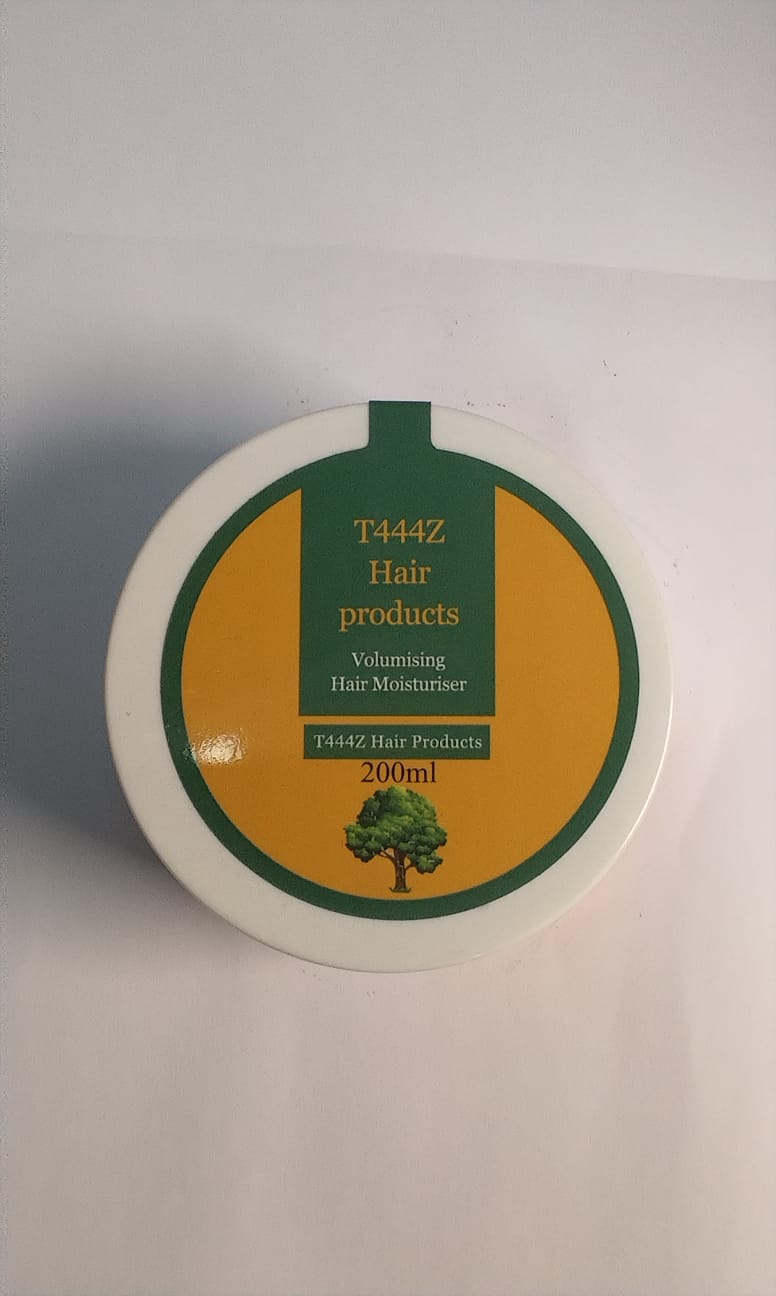 T444Z
Hair
products
Volumising
Hair Moisturiser
T444Z Hair Products
200ml